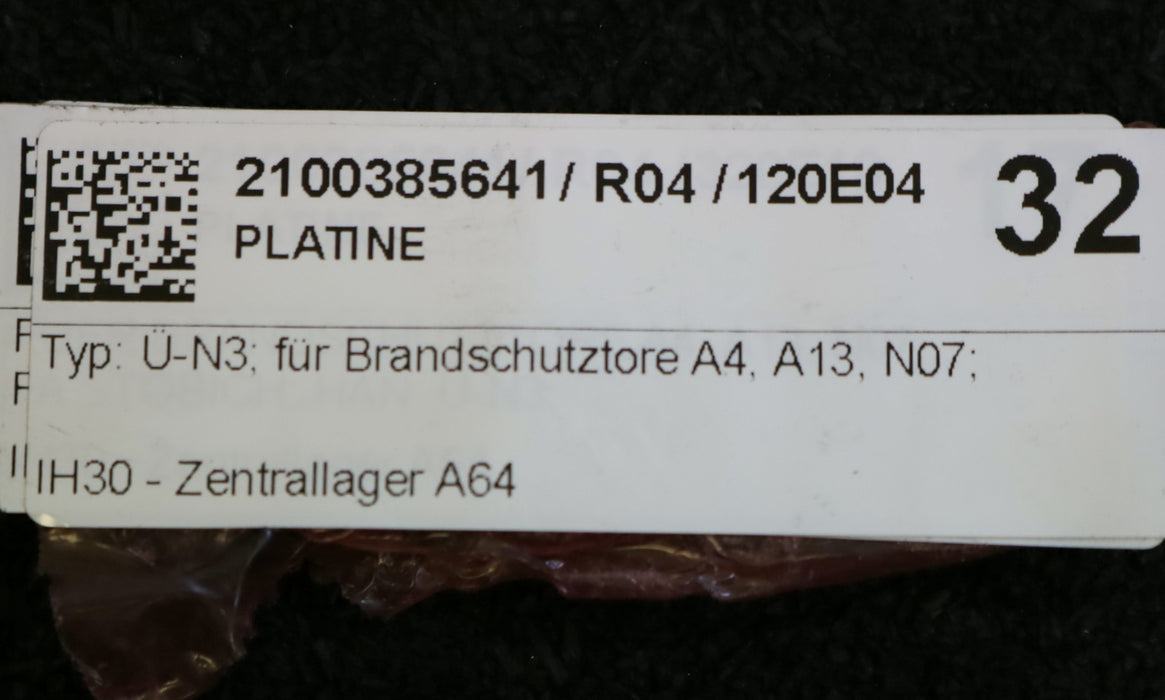 2100385641/ R04 /120E04
32
PLATINE
Typ: Ü-N3; für Brandschutztore A4, A13, N07;
IH30 - Zentrallager A64